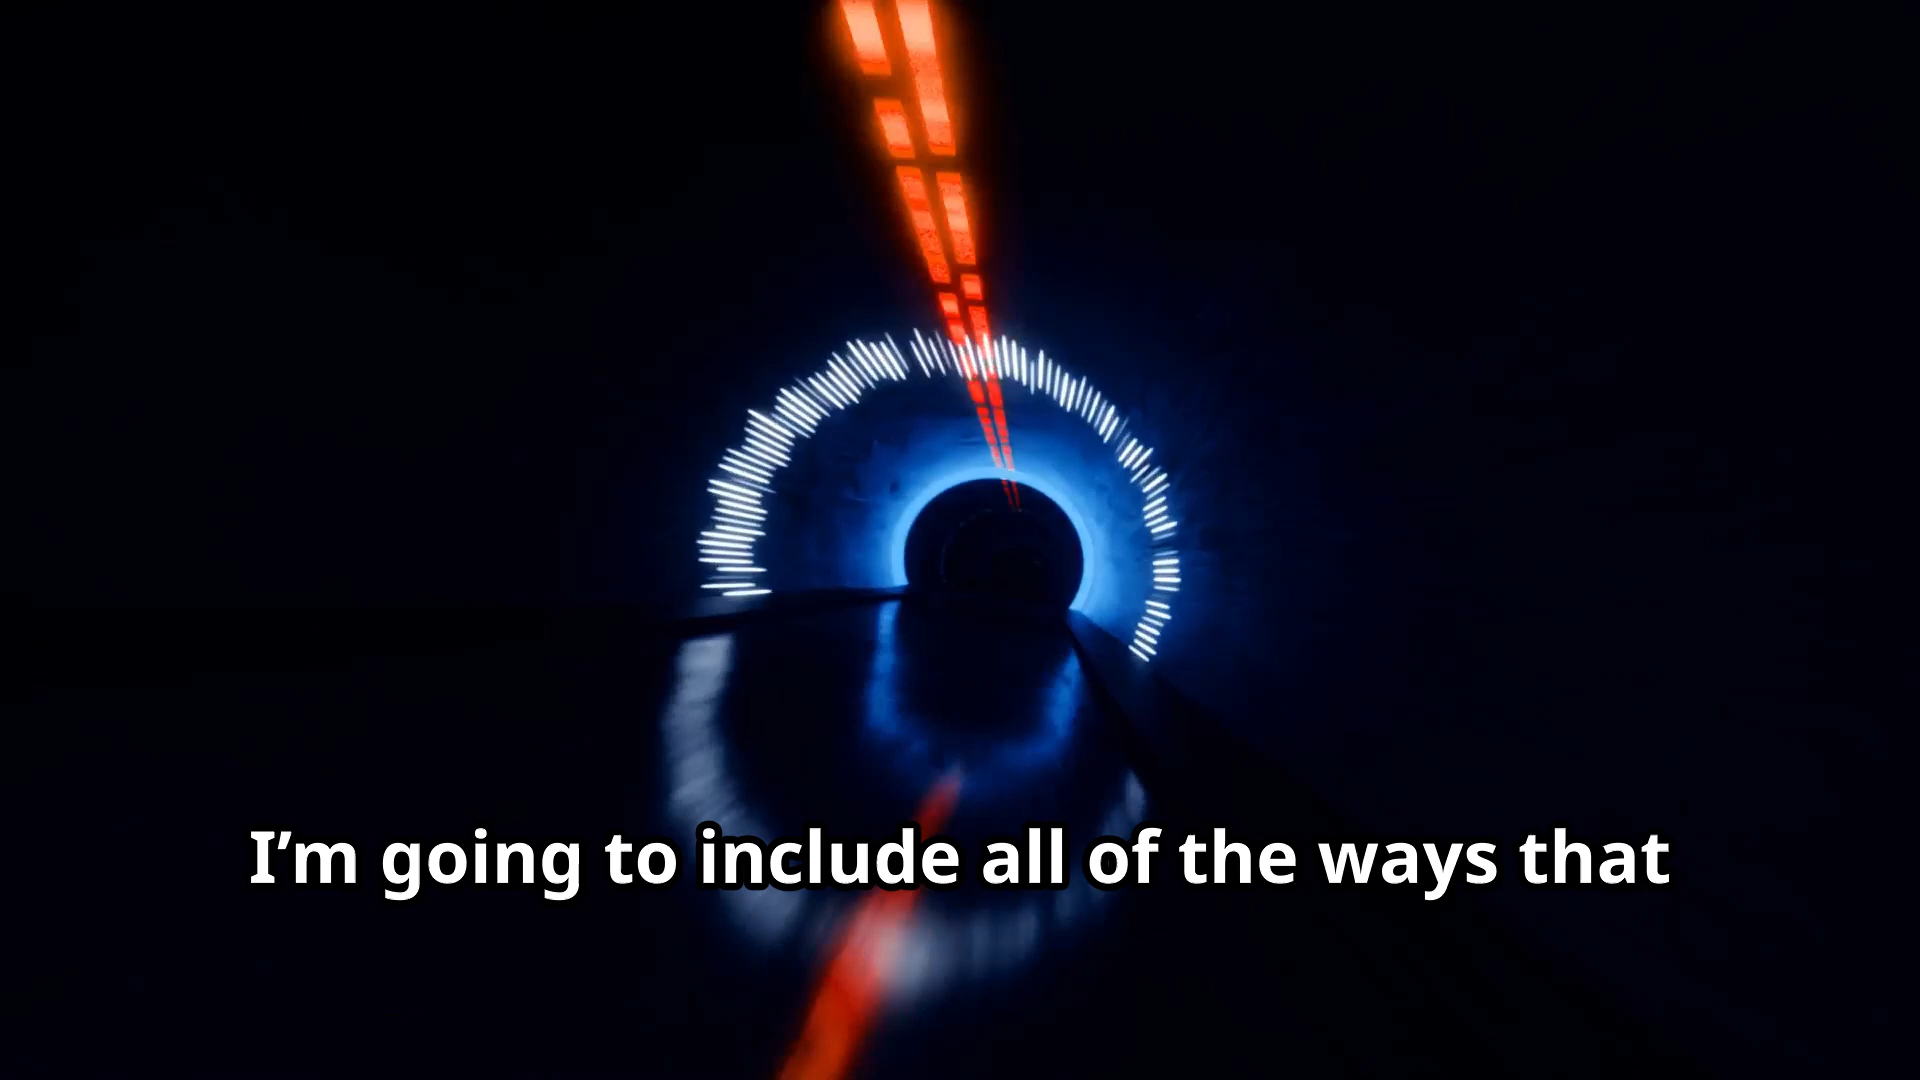 I’m going to include all of the ways that